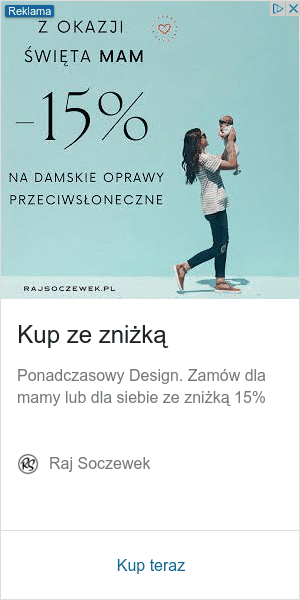 Reklama
Z OKAZJI
ŚWIĘTA MAM
-15%
NA DAMSKIE OPRAWY
PRZECIWSŁONECZNE
RAJSOCZEWEK.PL
Kup ze zniżką
Ponadczasowy Design. Zamów dla
mamy lub dla siebie ze zniżką 15%
RS Raj Soczewek
Kup teraz